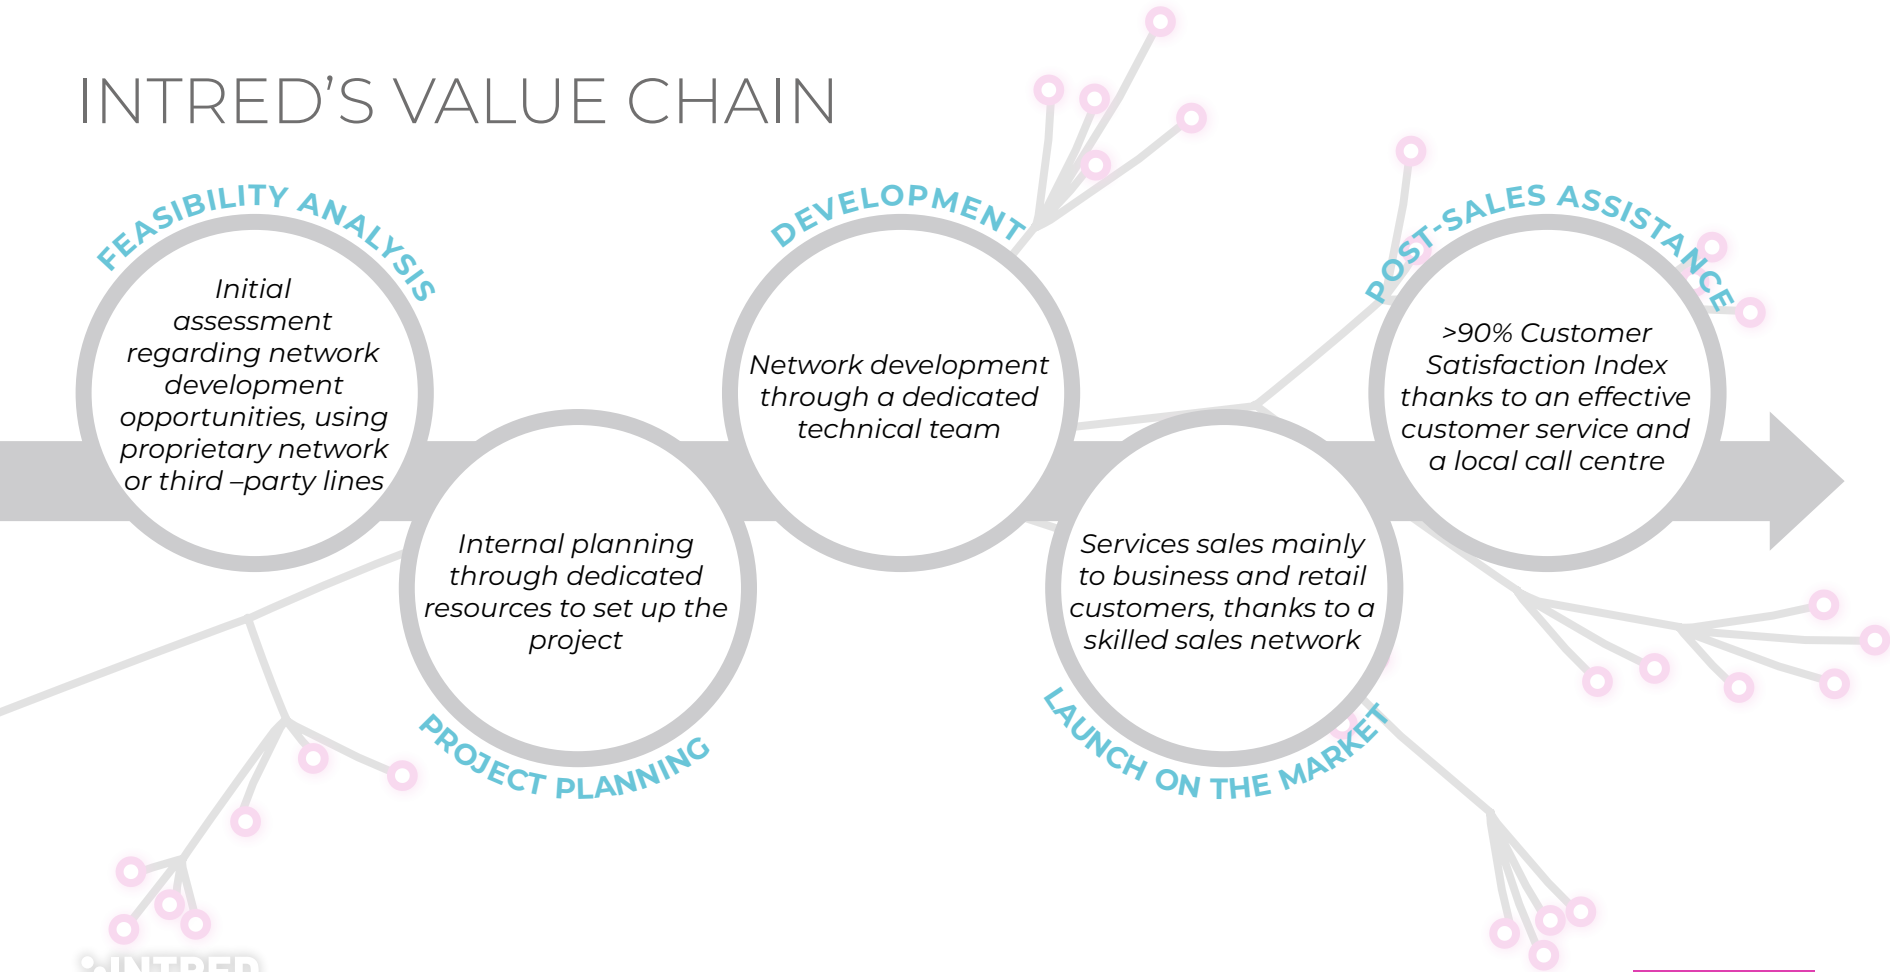 INTRED'S VALUE CHAIN
FEASIBILITY ANALYSIS
Initial
assessment
regarding network
development
opportunities, using
proprietary network
or third –party lines
Internal planning
through dedicated
resources to set up the
project
PROJECT PLANNING
DEVELOPMENT
Network development
through a dedicated
technical team
Services sales mainly
to business and retail
customers, thanks to a
skilled sales network
LAUNCH ON THE MARKET
POST-SALES ASSISTANCE
>90% Customer
Satisfaction Index
thanks to an effective
customer service and
a local call centre
INTRED